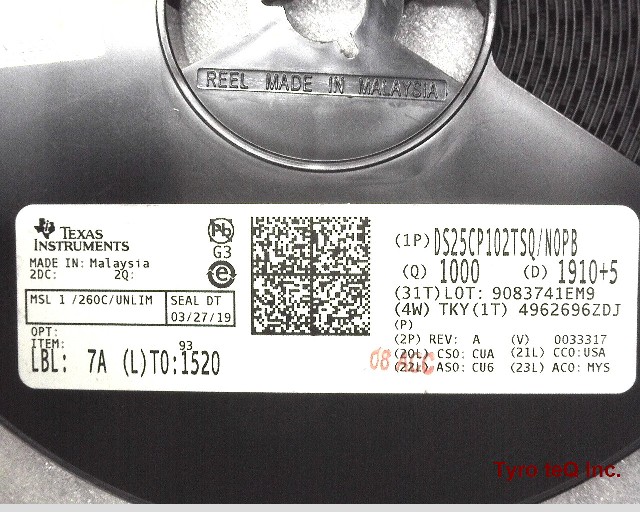 REEL MADE IN MALAYSIA
TEXAS INSTRUMENTS
MADE IN: Malaysia
2DC: 2Q:
Pb
G3
e
MSL 1 /260C/UNLIM
SEAL DT
03/27/19
OPT:
ITEM: 93
LBL: 7A (L)T0:1520
(1P) DS25CP102TSQ/NOPB
(Q) 1000 (D) 1910+5
(31T)LOT: 9083741EM9
(4W) TKY(1T) 4962696ZDJ
(P)
(2P) REV: A (V) 0033317
(20L) CSO: CUA (21L) CCO:USA
(22L) ASO: CU6 (23L) ACO: MYS
Tyro teQ Inc.